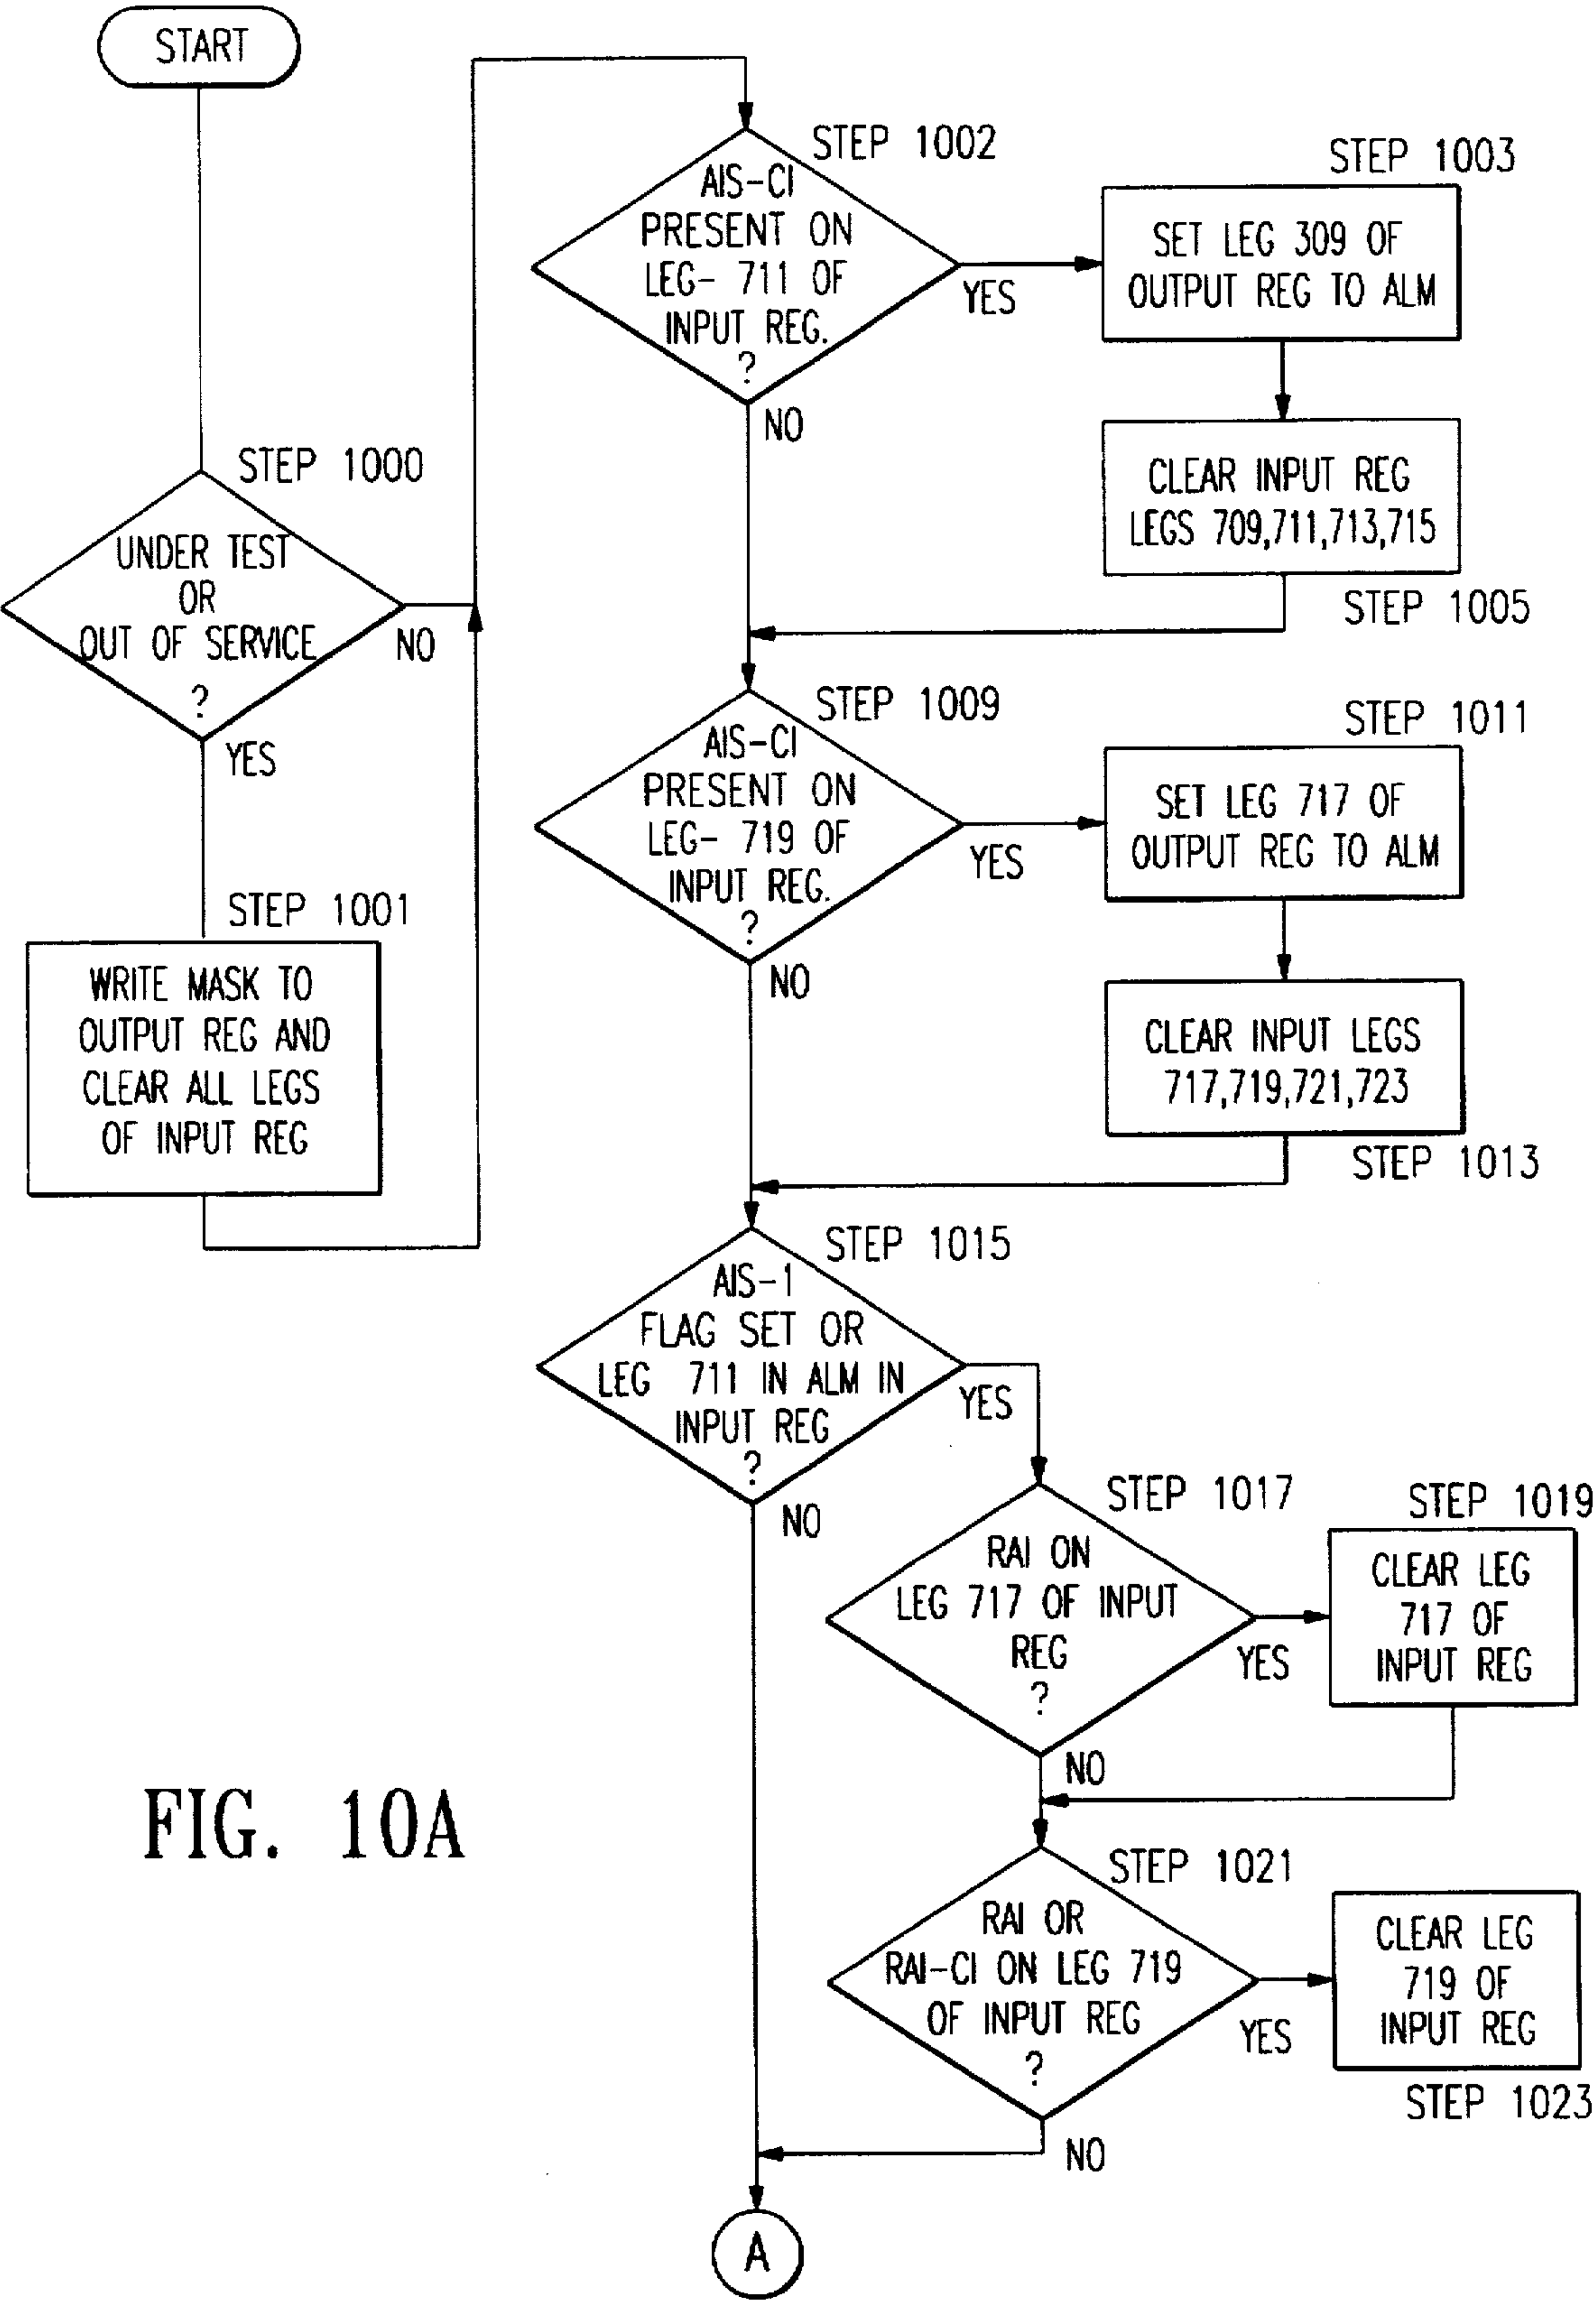 START
STEP 1000
UNDER TEST
OR
OUT OF SERVICE
?
NO
YES
STEP 1001
WRITE MASK TO
OUTPUT REG AND
CLEAR ALL LEGS
OF INPUT REG
STEP 1002
AIS-CI
PRESENT ON
LEG- 711 OF
INPUT REG.
?
YES
NO
STEP 1003
SET LEG 309 OF
OUTPUT REG TO ALM
CLEAR INPUT REG
LEGS 709,711,713,715
STEP 1005
STEP 1009
AIS-CI
PRESENT ON
LEG- 719 OF
INPUT REG.
?
YES
NO
STEP 1011
SET LEG 717 OF
OUTPUT REG TO ALM
CLEAR INPUT LEGS
717,719,721,723
STEP 1013
STEP 1015
AIS-1
FLAG SET OR
LEG 711 IN ALM IN
INPUT REG
?
YES
NO
STEP 1017
RAI ON
LEG 717 OF INPUT
REG
?
YES
NO
STEP 1019
CLEAR LEG
717 OF
INPUT REG
STEP 1021
RAI OR
RAI-CI ON LEG 719
OF INPUT REG
?
YES
NO
CLEAR LEG
719 OF
INPUT REG
STEP 1023
A
FIG. 10A